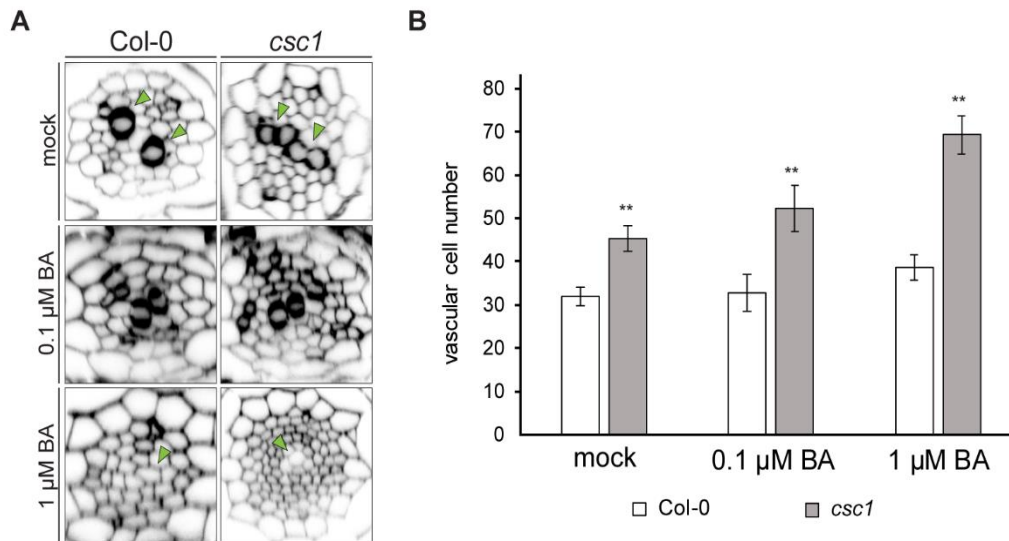 A
Col-0 csc1
mock
0.1 µM BA
1 µM BA
B
vascular cell number
80
70
60
50
40
30
20
10
0
**
**
**
mock 0.1 µM BA 1 µM BA
Col-0 csc1